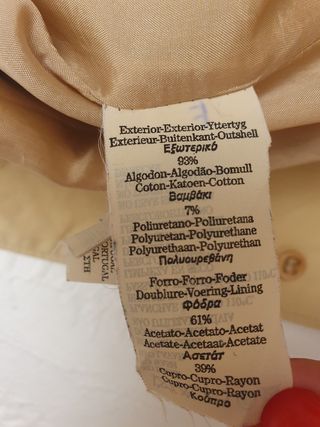 Exterior-Exterior-Yttertyg
Exterieur-Buitenkant-Outshell
Εξωτερικό
93%
Algodon-Algodão-Bomull
Coton-Katoen-Cotton
Βαμβάκι
7%
Poliuretano-Poliuretana
Polyuretan-Polyurethane
Polyurethaan-Polyurethane
Πολυουρεθάνη
Forro-Forro-Foder
Doublure-Voering-Lining
Φόδρα
61%
Acetato-Acetato-Acetat
Acetate-Acetaat-Acetate
Ασετάτ
39%
Cupro-Cupro-Rayon
Cupro-Cupro-Rayon
Κούπρο
PORTUGAL